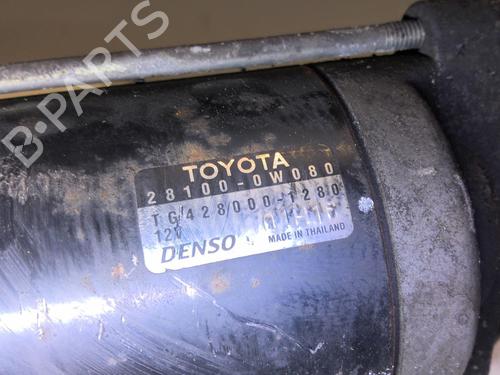 B-PARTS
TOYOTA
28100-0W080
TG428000-1280
12V
DENSO
MADE IN THAILAND